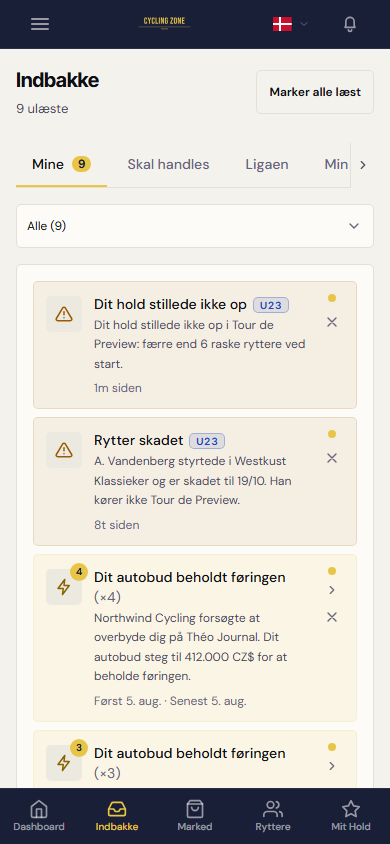 CYCLING ZONE
Indbakke
9 ulæste
Marker alle læst
Mine 9 Skal handles Ligaen Min
Alle (9)
Dit hold stillede ikke op U23
Dit hold stillede ikke op i Tour de
Preview: færre end 6 raske ryttere ved
start.
1m siden
Rytter skadet U23
A. Vandenberg styrtede i Westkust
Klassieker og er skadet til 19/10. Han
kører ikke Tour de Preview.
8t siden
4
Dit autobud beholdt føringen
(×4)
Northwind Cycling forsøgte at
overbyde dig på Théo Journal. Dit
autobud steg til 412.000 CZ$ for at
beholde føringen.
Først 5. aug. · Senest 5. aug.
3
Dit autobud beholdt føringen
(×3)
Dashboard Indbakke Marked Ryttere Mit Hold